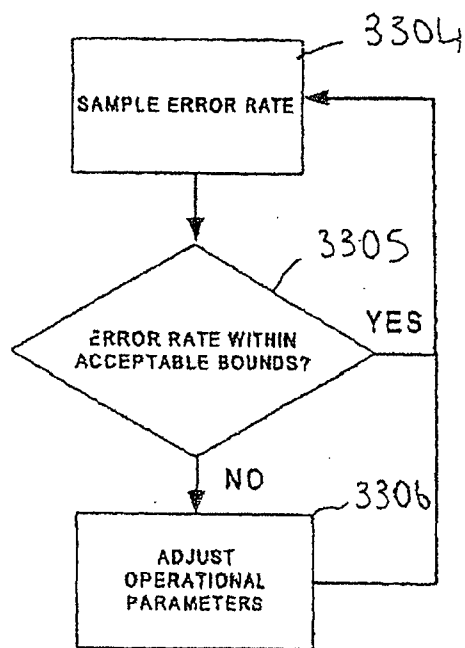 3304
SAMPLE ERROR RATE
3305
ERROR RATE WITHIN
ACCEPTABLE BOUNDS?
YES
NO
3306
ADJUST
OPERATIONAL
PARAMETERS